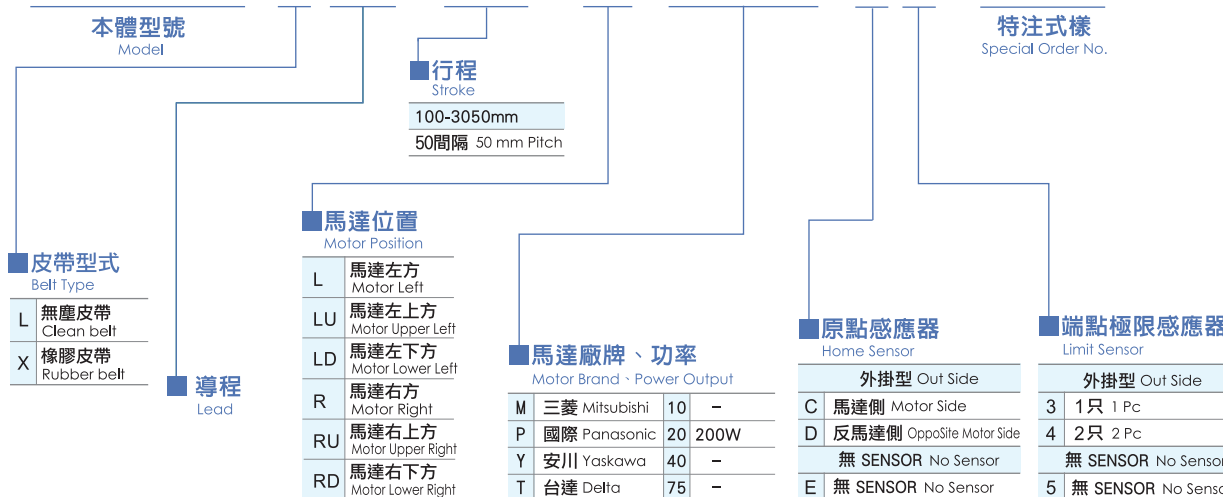 本體型號
Model
特注式樣
Special Order No.
■行程
Stroke
100-3050mm
50間隔 50 mm Pitch
■馬達位置
Motor Position
L 馬達左方
Motor Left
LU 馬達左上方
Motor Upper Left
LD 馬達左下方
Motor Lower Left
R 馬達右方
Motor Right
RU 馬達右上方
Motor Upper Right
RD 馬達右下方
Motor Lower Right
■皮帶型式
Belt Type
L 無塵皮帶
Clean belt
X 橡膠皮帶
Rubber belt
■導程
Lead
■馬達廠牌、功率
Motor Brand、Power Output
M 三菱 Mitsubishi 10 –
P 國際 Panasonic 20 200W
Y 安川 Yaskawa 40 –
T 台達 Delta 75 –
■原點感應器
Home Sensor
外掛型 Out Side
C 馬達側 Motor Side
D 反馬達側 OppoSite Motor Side
無 SENSOR No Sensor
E 無 SENSOR No Sensor
■端點極限感應器
Limit Sensor
外掛型 Out Side
3 1只 1 Pc
4 2只 2 Pc
無 SENSOR No Sensor
5 無 SENSOR No Senso